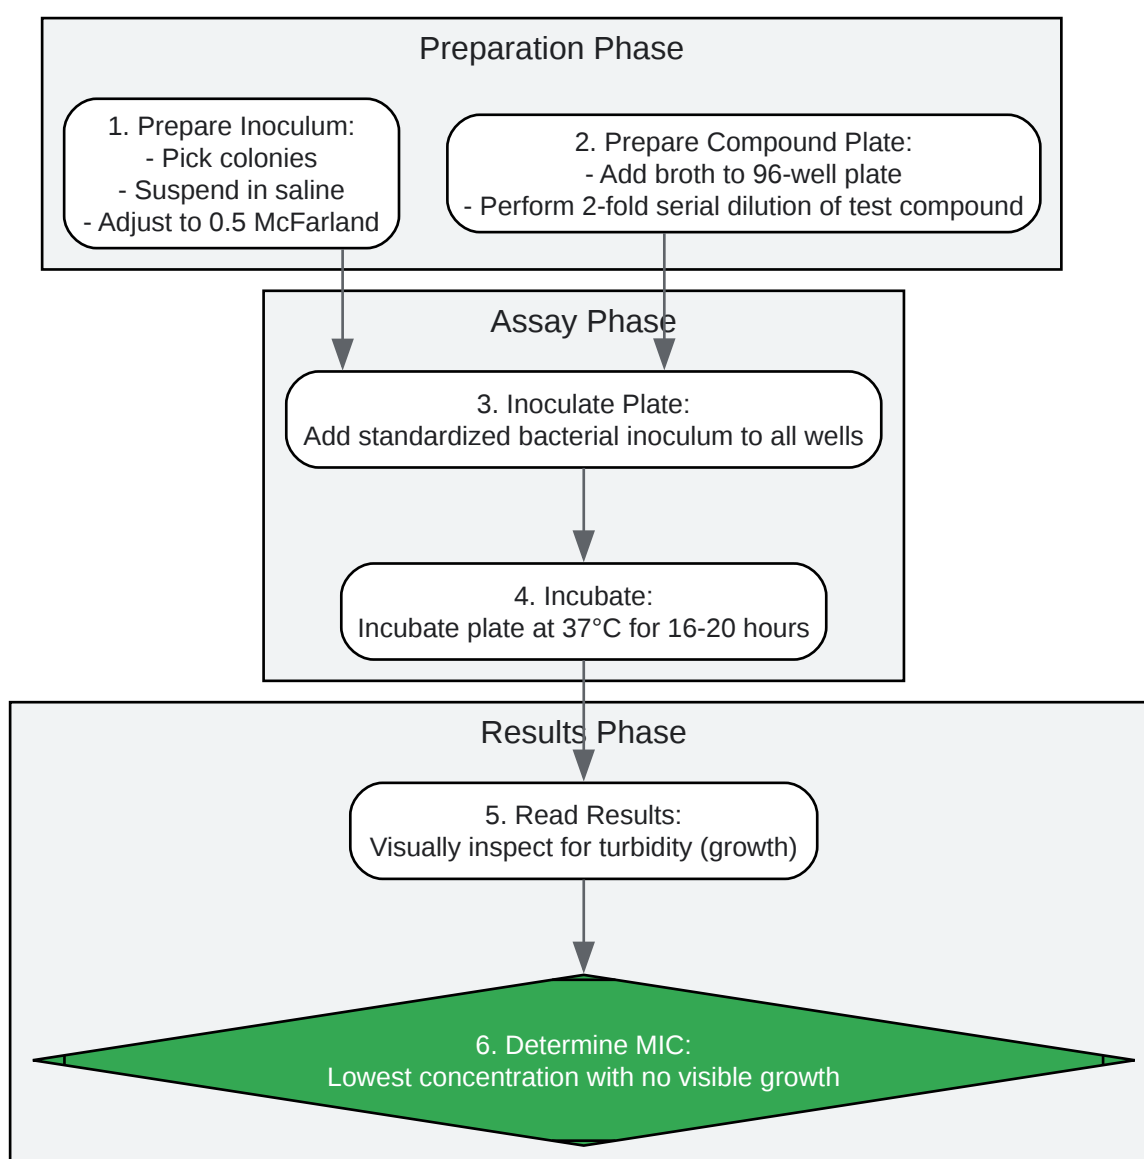 Preparation Phase
1. Prepare Inoculum:
- Pick colonies
- Suspend in saline
- Adjust to 0.5 McFarland
2. Prepare Compound Plate:
- Add broth to 96-well plate
- Perform 2-fold serial dilution of test compound
Assay Phase
3. Inoculate Plate:
Add standardized bacterial inoculum to all wells
4. Incubate:
Incubate plate at 37°C for 16-20 hours
Results Phase
5. Read Results:
Visually inspect for turbidity (growth)
6. Determine MIC:
Lowest concentration with no visible growth